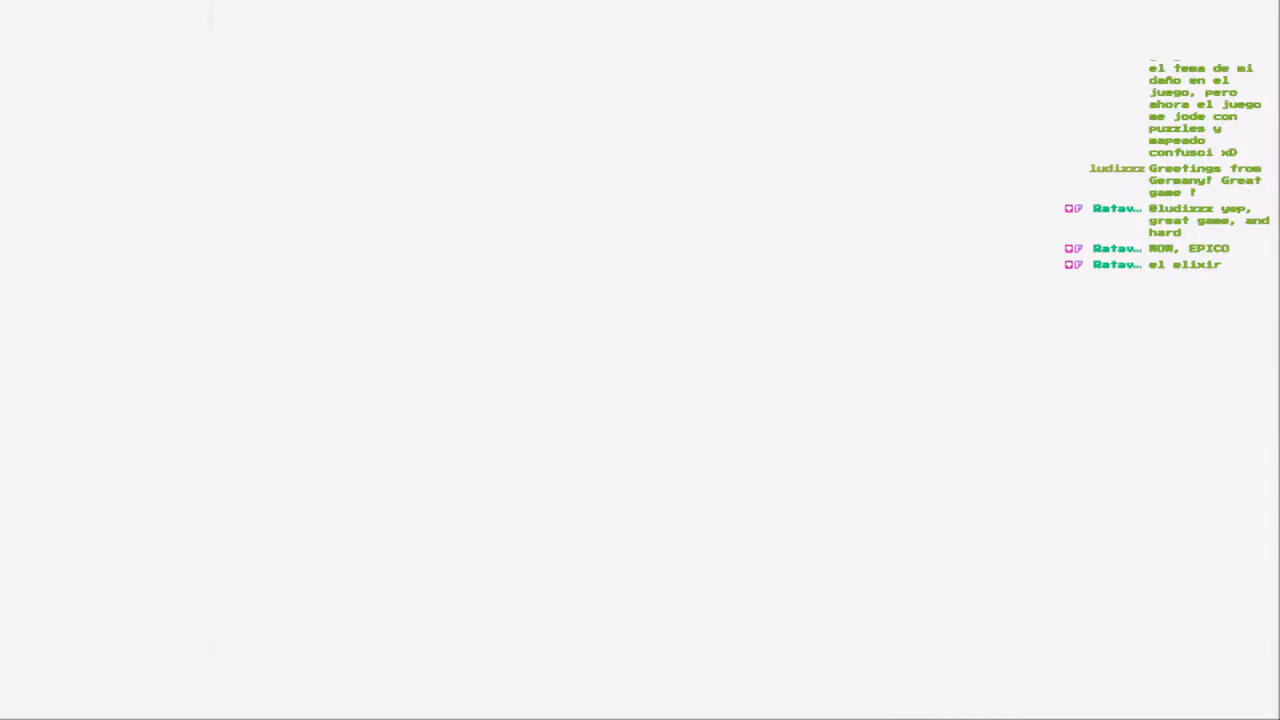 el tema de mi
daño en el
juego, pero
ahora el juego
me jode con
puzzles y
mapeado
confusoi xD
ludizzz Greetings from
Germany! Great
game !
Ratav… @ludizzz yep,
great game, and
hard
Ratav… WOW, EPICO
Ratav… el elixir